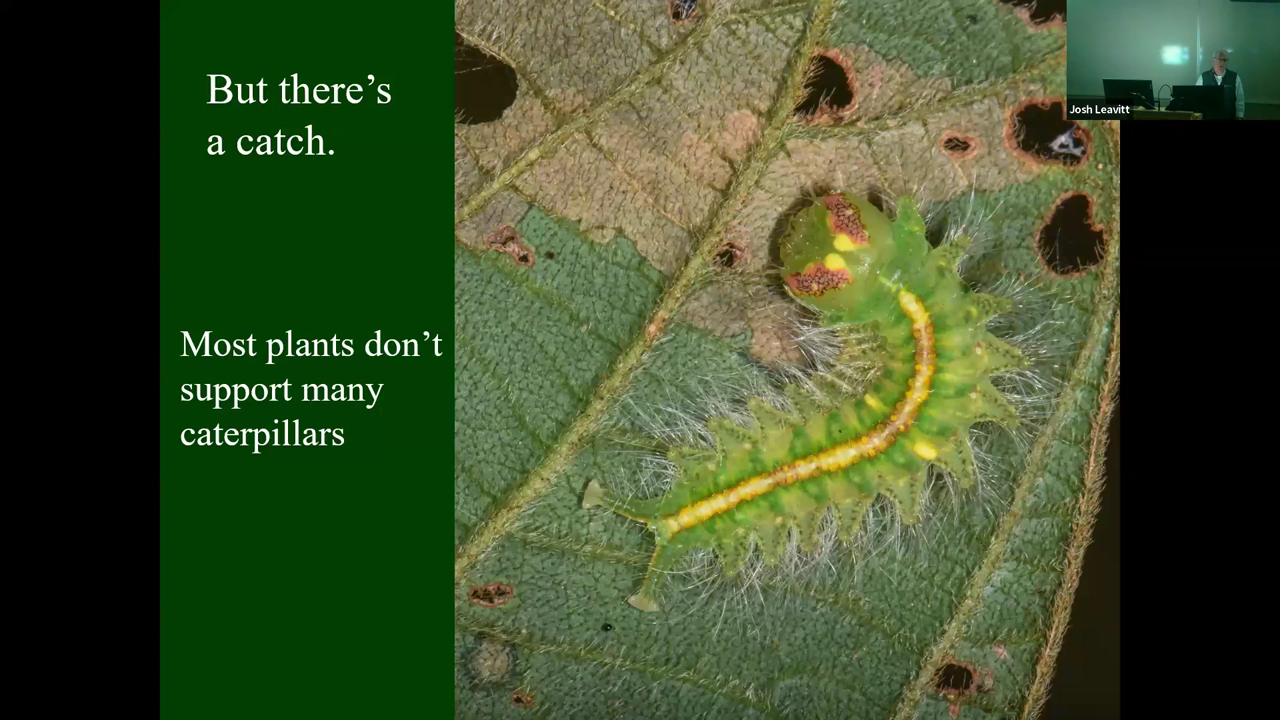 But there’s
a catch.
Most plants don’t
support many
caterpillars
Josh Leavitt